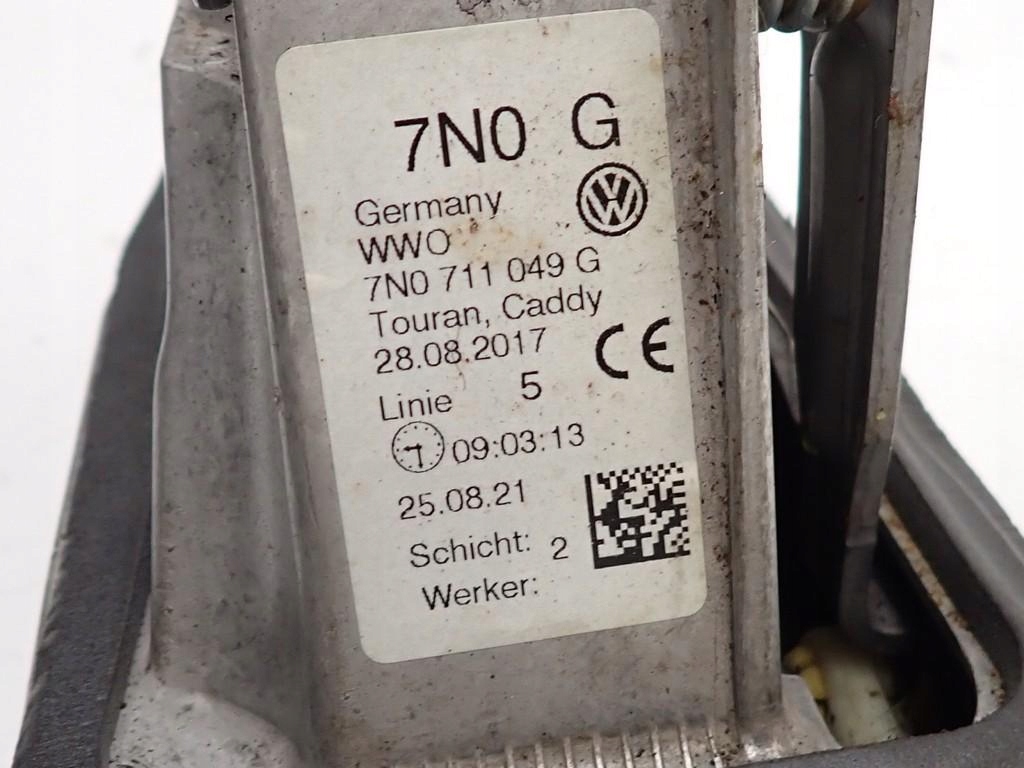 7N0 G
Germany
WWO
7N0 711 049 G
Touran, Caddy
28.08.2017
CE
Linie 5
09:03:13
25.08.21
Schicht: 2
Werker: